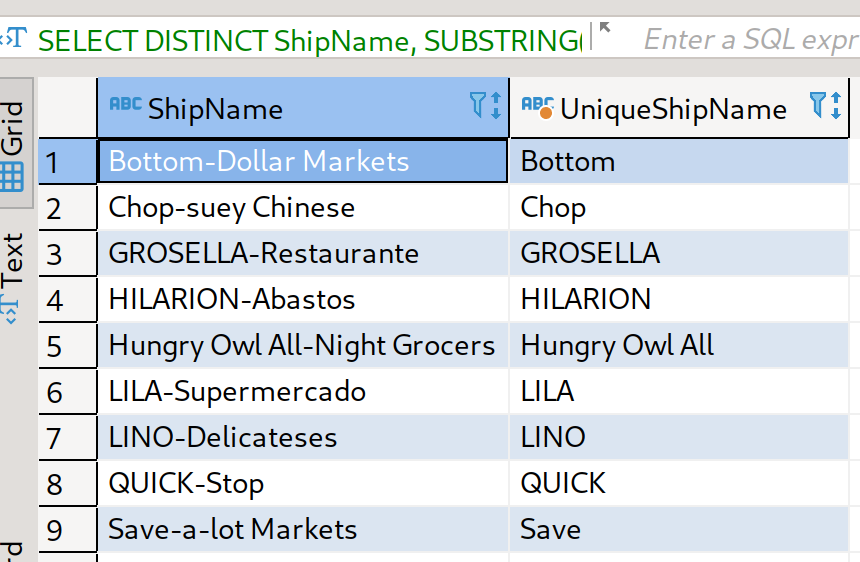 SELECT DISTINCT ShipName, SUBSTRING( Enter a SQL expr
ABC ShipName ABC UniqueShipName
1 Bottom-Dollar Markets Bottom
2 Chop-suey Chinese Chop
3 GROSELLA-Restaurante GROSELLA
4 HILARION-Abastos HILARION
5 Hungry Owl All-Night Grocers Hungry Owl All
6 LILA-Supermercado LILA
7 LINO-Delicateses LINO
8 QUICK-Stop QUICK
9 Save-a-lot Markets Save
Grid
Text
rd